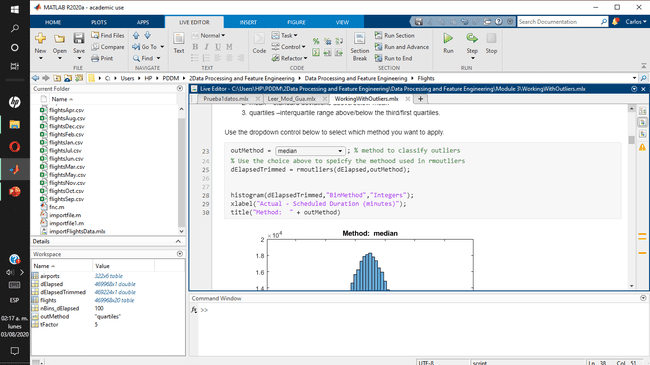 MATLAB R2020a - academic use
HOME PLOTS APPS LIVE EDITOR INSERT FIGURE VIEW
Search Documentation Carlos
New Open Save Find Files Compare Print
Go To Find
Text Normal
Code Task Control Refactor
Section Break Run Section Run and Advance Run to End
Run Step Stop
FILE NAVIGATE TEXT CODE SECTION RUN
C: Users HP PDDM 2Data Processing and Feature Engineering Data Processing and Feature Engineering Flights
Current Folder
Name
flightsApr.csv
flightsAug.csv
flightsDec.csv
flightsFeb.csv
flightsJan.csv
flightsJul.csv
flightsJun.csv
flightsMar.csv
flightsMay.csv
flightsNov.csv
flightsOct.csv
flightsSep.csv
fnc.m
importfile.m
importfile1.m
importFlightsData.mlx
Details
Workspace
Name Value
airports 322x6 table
dElapsed 469968x1 double
dElapsedTrimmed 469224x1 double
flights 469968x20 table
nBins_dElapsed 100
outMethod "quartiles"
tFactor 5
Live Editor - C:\Users\HP\PDDM\2Data Processing and Feature Engineering\Data Processing and Feature Engineering\Module 3\WorkingWithOutliers.mlx
Prueba1datos.mlx Leer_Mod_Gua.mlx WorkingWithOutliers.mlx
3. quartiles –interquartile range above/below the third/first quartiles.
Use the dropdown control below to select which method you want to apply.
23 outMethod = median ; % method to classify outliers
24 % Use the choice above to speicfy the method used in rmoutliers
25 dElapsedTrimmed = rmoutliers(dElapsed,outMethod);
28 histogram(dElapsedTrimmed,"BinMethod","Integers");
29 xlabel("Actual - Scheduled Duration (minutes)");
30 title("Method: " + outMethod)
Method: median
2 × 10⁴
1.8
1.6
1.4
Command Window
fx >>
ESP
02:17 a. m.
lunes
03/08/2020
UTF-8 script Ln 38 Col 51